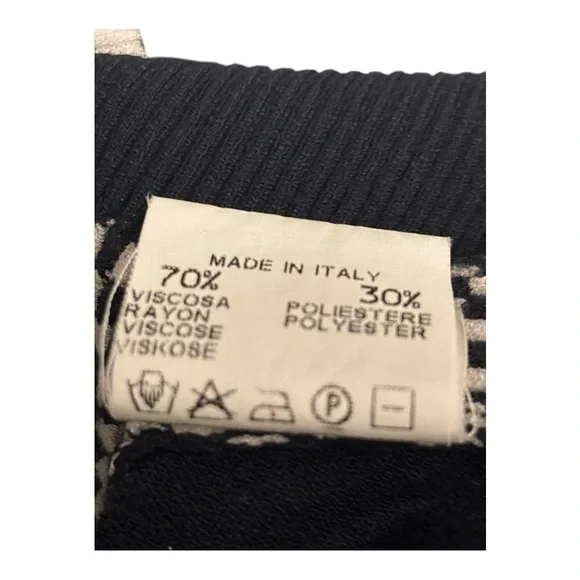 MADE IN ITALY
70% 30%
VISCOSA POLIESTERE
RAYON POLYESTER
VISCOSE
VISKOSE
P